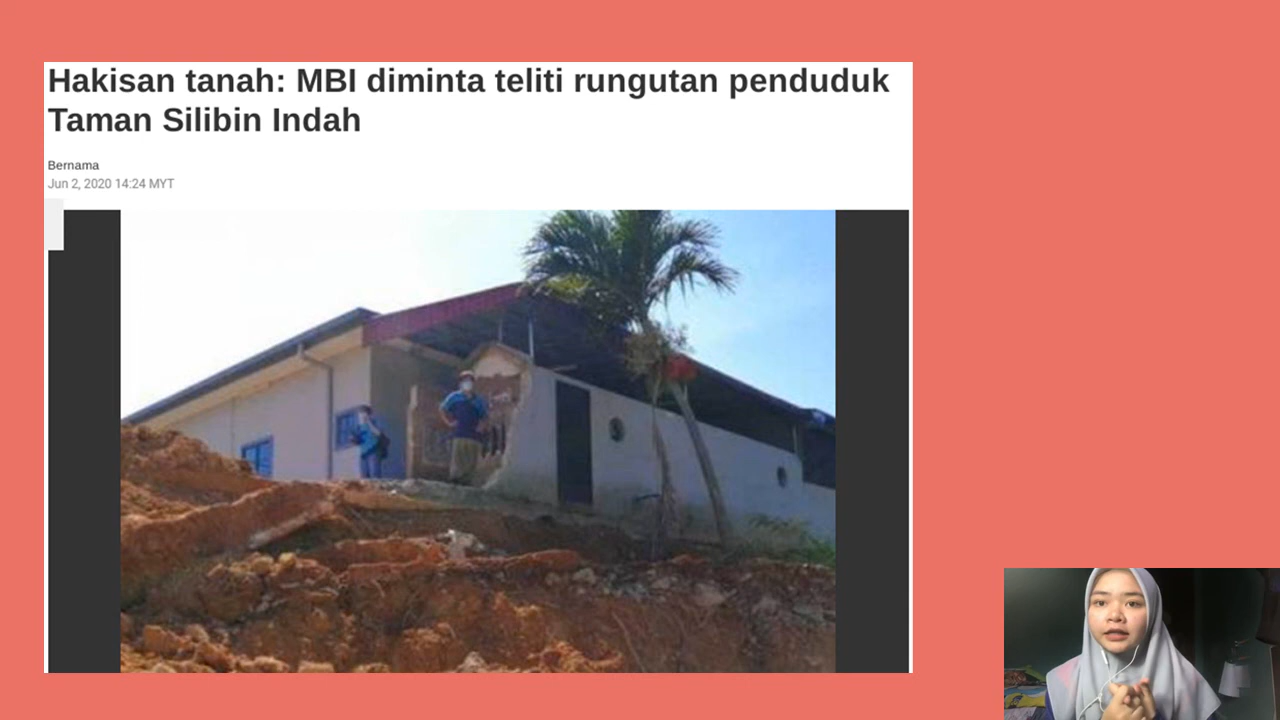 Hakisan tanah: MBI diminta teliti rungutan penduduk
Taman Silibin Indah
Bernama
Jun 2, 2020 14:24 MYT